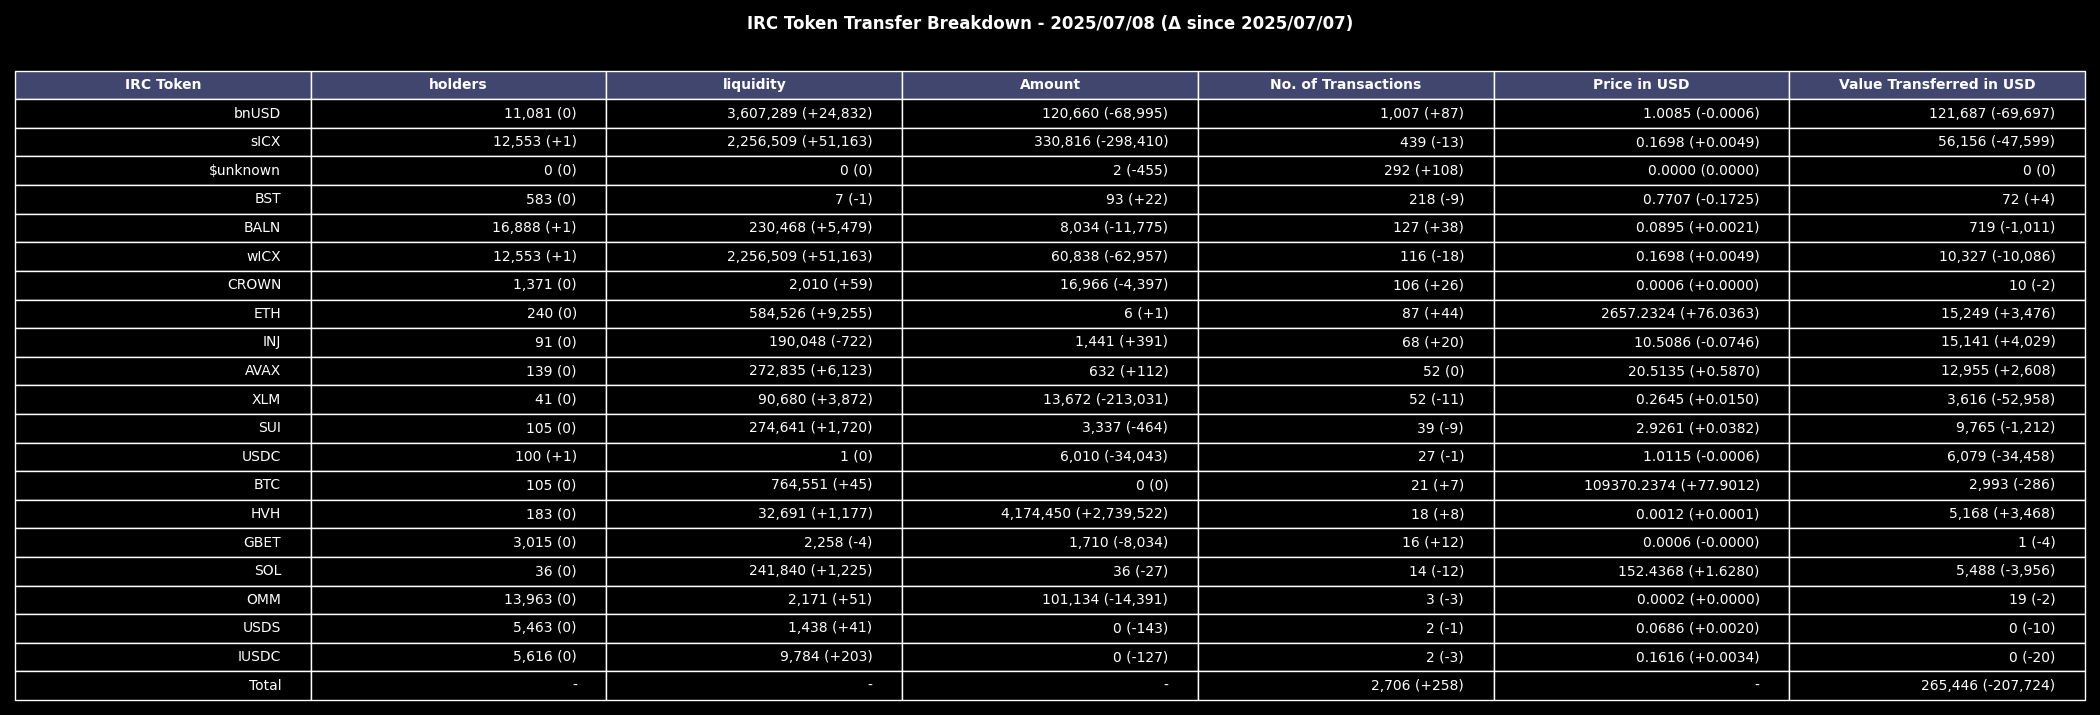 IRC Token Transfer Breakdown - 2025/07/08 (Δ since 2025/07/07)
IRC Token holders liquidity Amount No. of Transactions Price in USD Value Transferred in USD
bnUSD 11,081 (0) 3,607,289 (+24,832) 120,660 (-68,995) 1,007 (+87) 1.0085 (-0.0006) 121,687 (-69,697)
sICX 12,553 (+1) 2,256,509 (+51,163) 330,816 (-298,410) 439 (-13) 0.1698 (+0.0049) 56,156 (-47,599)
$unknown 0 (0) 0 (0) 2 (-455) 292 (+108) 0.0000 (0.0000) 0 (0)
BST 583 (0) 7 (-1) 93 (+22) 218 (-9) 0.7707 (-0.1725) 72 (+4)
BALN 16,888 (+1) 230,468 (+5,479) 8,034 (-11,775) 127 (+38) 0.0895 (+0.0021) 719 (-1,011)
wICX 12,553 (+1) 2,256,509 (+51,163) 60,838 (-62,957) 116 (-18) 0.1698 (+0.0049) 10,327 (-10,086)
CROWN 1,371 (0) 2,010 (+59) 16,966 (-4,397) 106 (+26) 0.0006 (+0.0000) 10 (-2)
ETH 240 (0) 584,526 (+9,255) 6 (+1) 87 (+44) 2657.2324 (+76.0363) 15,249 (+3,476)
INJ 91 (0) 190,048 (-722) 1,441 (+391) 68 (+20) 10.5086 (-0.0746) 15,141 (+4,029)
AVAX 139 (0) 272,835 (+6,123) 632 (+112) 52 (0) 20.5135 (+0.5870) 12,955 (+2,608)
XLM 41 (0) 90,680 (+3,872) 13,672 (-213,031) 52 (-11) 0.2645 (+0.0150) 3,616 (-52,958)
SUI 105 (0) 274,641 (+1,720) 3,337 (-464) 39 (-9) 2.9261 (+0.0382) 9,765 (-1,212)
USDC 100 (+1) 1 (0) 6,010 (-34,043) 27 (-1) 1.0115 (-0.0006) 6,079 (-34,458)
BTC 105 (0) 764,551 (+45) 0 (0) 21 (+7) 109370.2374 (+77.9012) 2,993 (-286)
HVH 183 (0) 32,691 (+1,177) 4,174,450 (+2,739,522) 18 (+8) 0.0012 (+0.0001) 5,168 (+3,468)
GBET 3,015 (0) 2,258 (-4) 1,710 (-8,034) 16 (+12) 0.0006 (-0.0000) 1 (-4)
SOL 36 (0) 241,840 (+1,225) 36 (-27) 14 (-12) 152.4368 (+1.6280) 5,488 (-3,956)
OMM 13,963 (0) 2,171 (+51) 101,134 (-14,391) 3 (-3) 0.0002 (+0.0000) 19 (-2)
USDS 5,463 (0) 1,438 (+41) 0 (-143) 2 (-1) 0.0686 (+0.0020) 0 (-10)
IUSDC 5,616 (0) 9,784 (+203) 0 (-127) 2 (-3) 0.1616 (+0.0034) 0 (-20)
Total - - - 2,706 (+258) - 265,446 (-207,724)